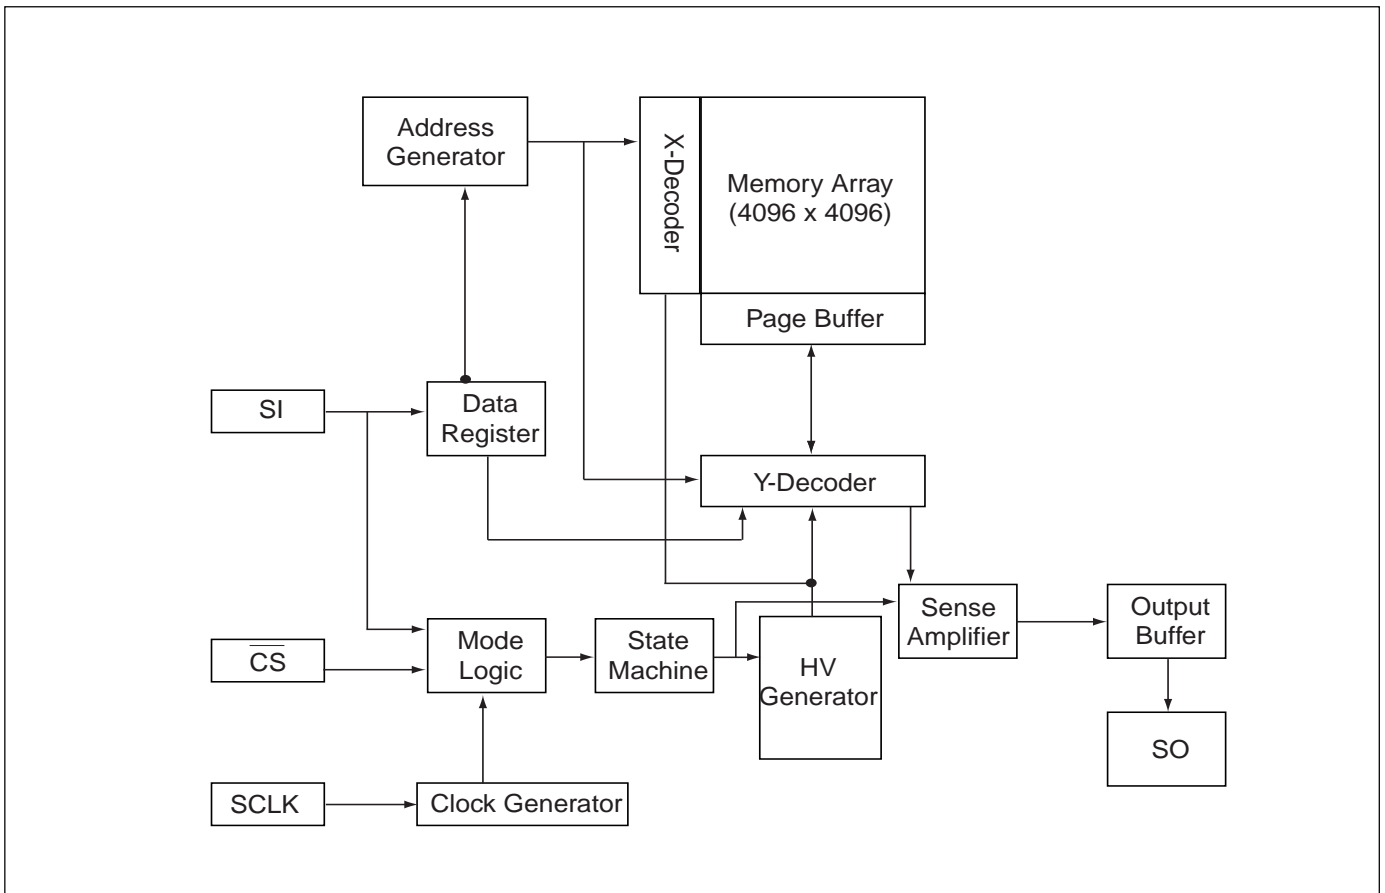 Address
Generator
X-Decoder
Memory Array
(4096 x 4096)
Page Buffer
SI
Data
Register
Y-Decoder
CS
Mode
Logic
State
Machine
HV
Generator
Sense
Amplifier
Output
Buffer
SO
SCLK
Clock Generator